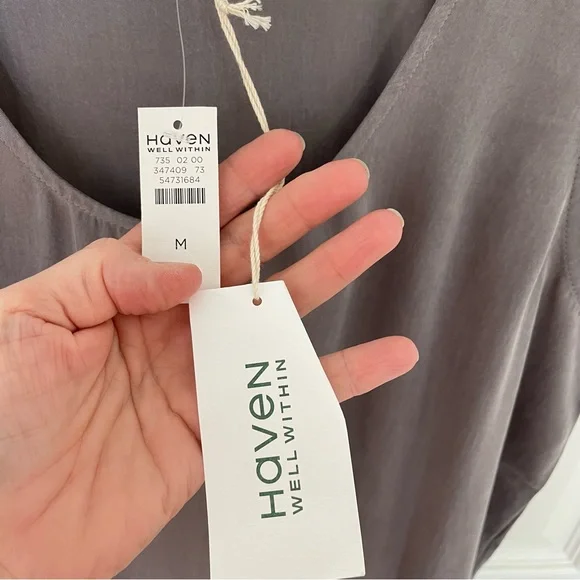 Haven
WELL WITHIN
735 02 00
347409 73
54731684
M
Haven
WELL WITHIN